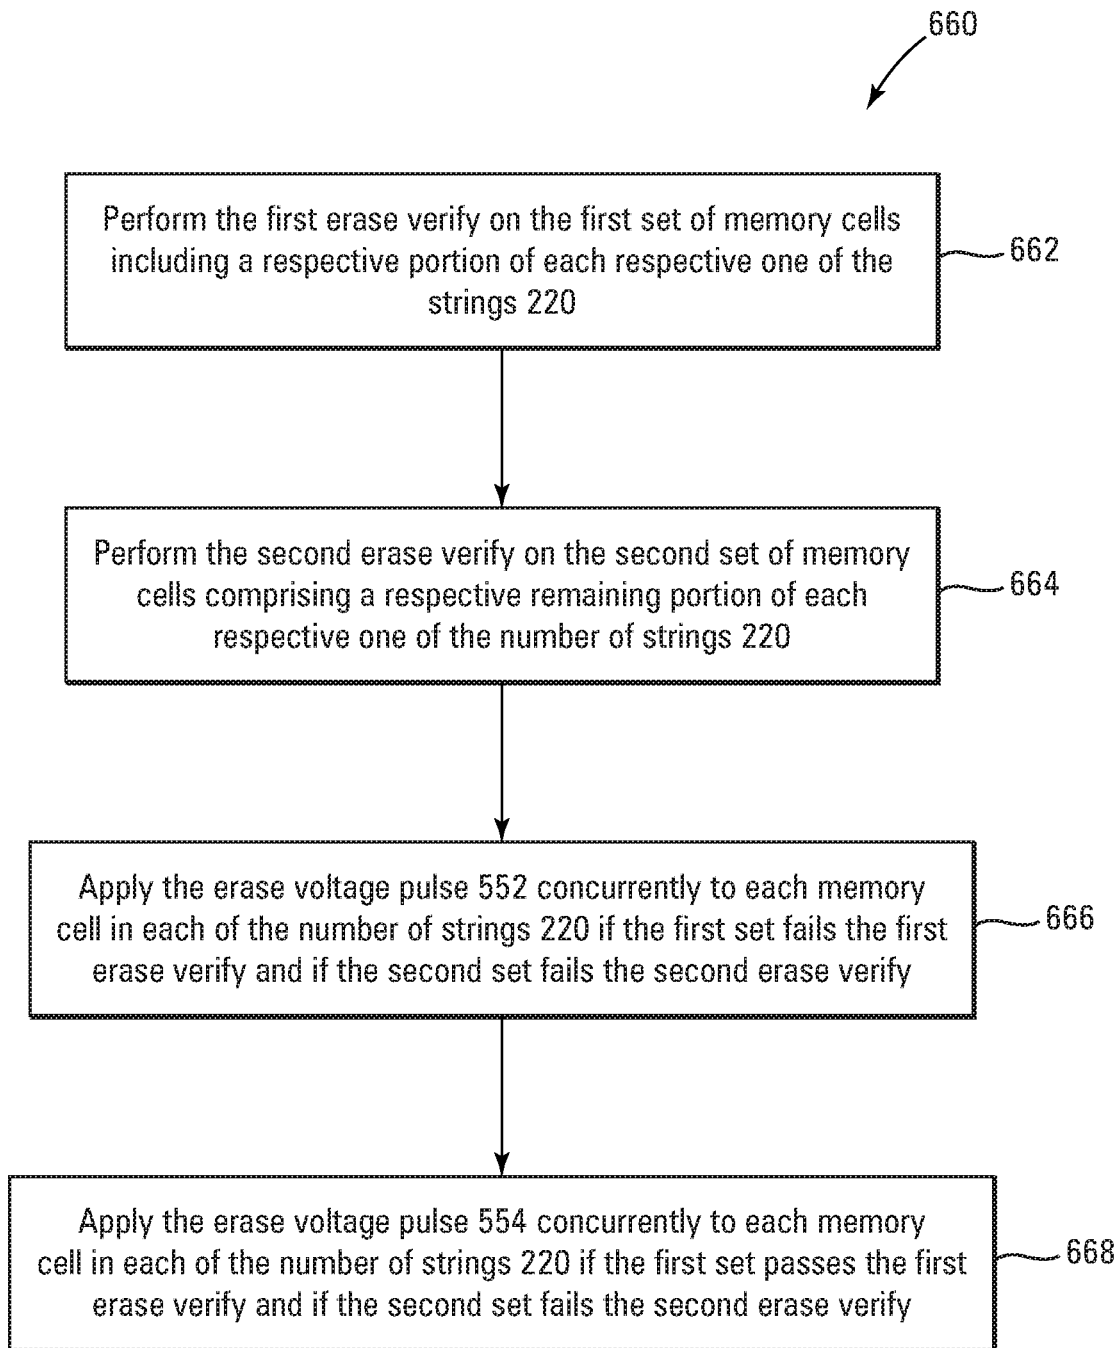 660
Perform the first erase verify on the first set of memory cells
including a respective portion of each respective one of the
strings 220
662
Perform the second erase verify on the second set of memory
cells comprising a respective remaining portion of each
respective one of the number of strings 220
664
Apply the erase voltage pulse 552 concurrently to each memory
cell in each of the number of strings 220 if the first set fails the first
erase verify and if the second set fails the second erase verify
666
Apply the erase voltage pulse 554 concurrently to each memory
cell in each of the number of strings 220 if the first set passes the first
erase verify and if the second set fails the second erase verify
668